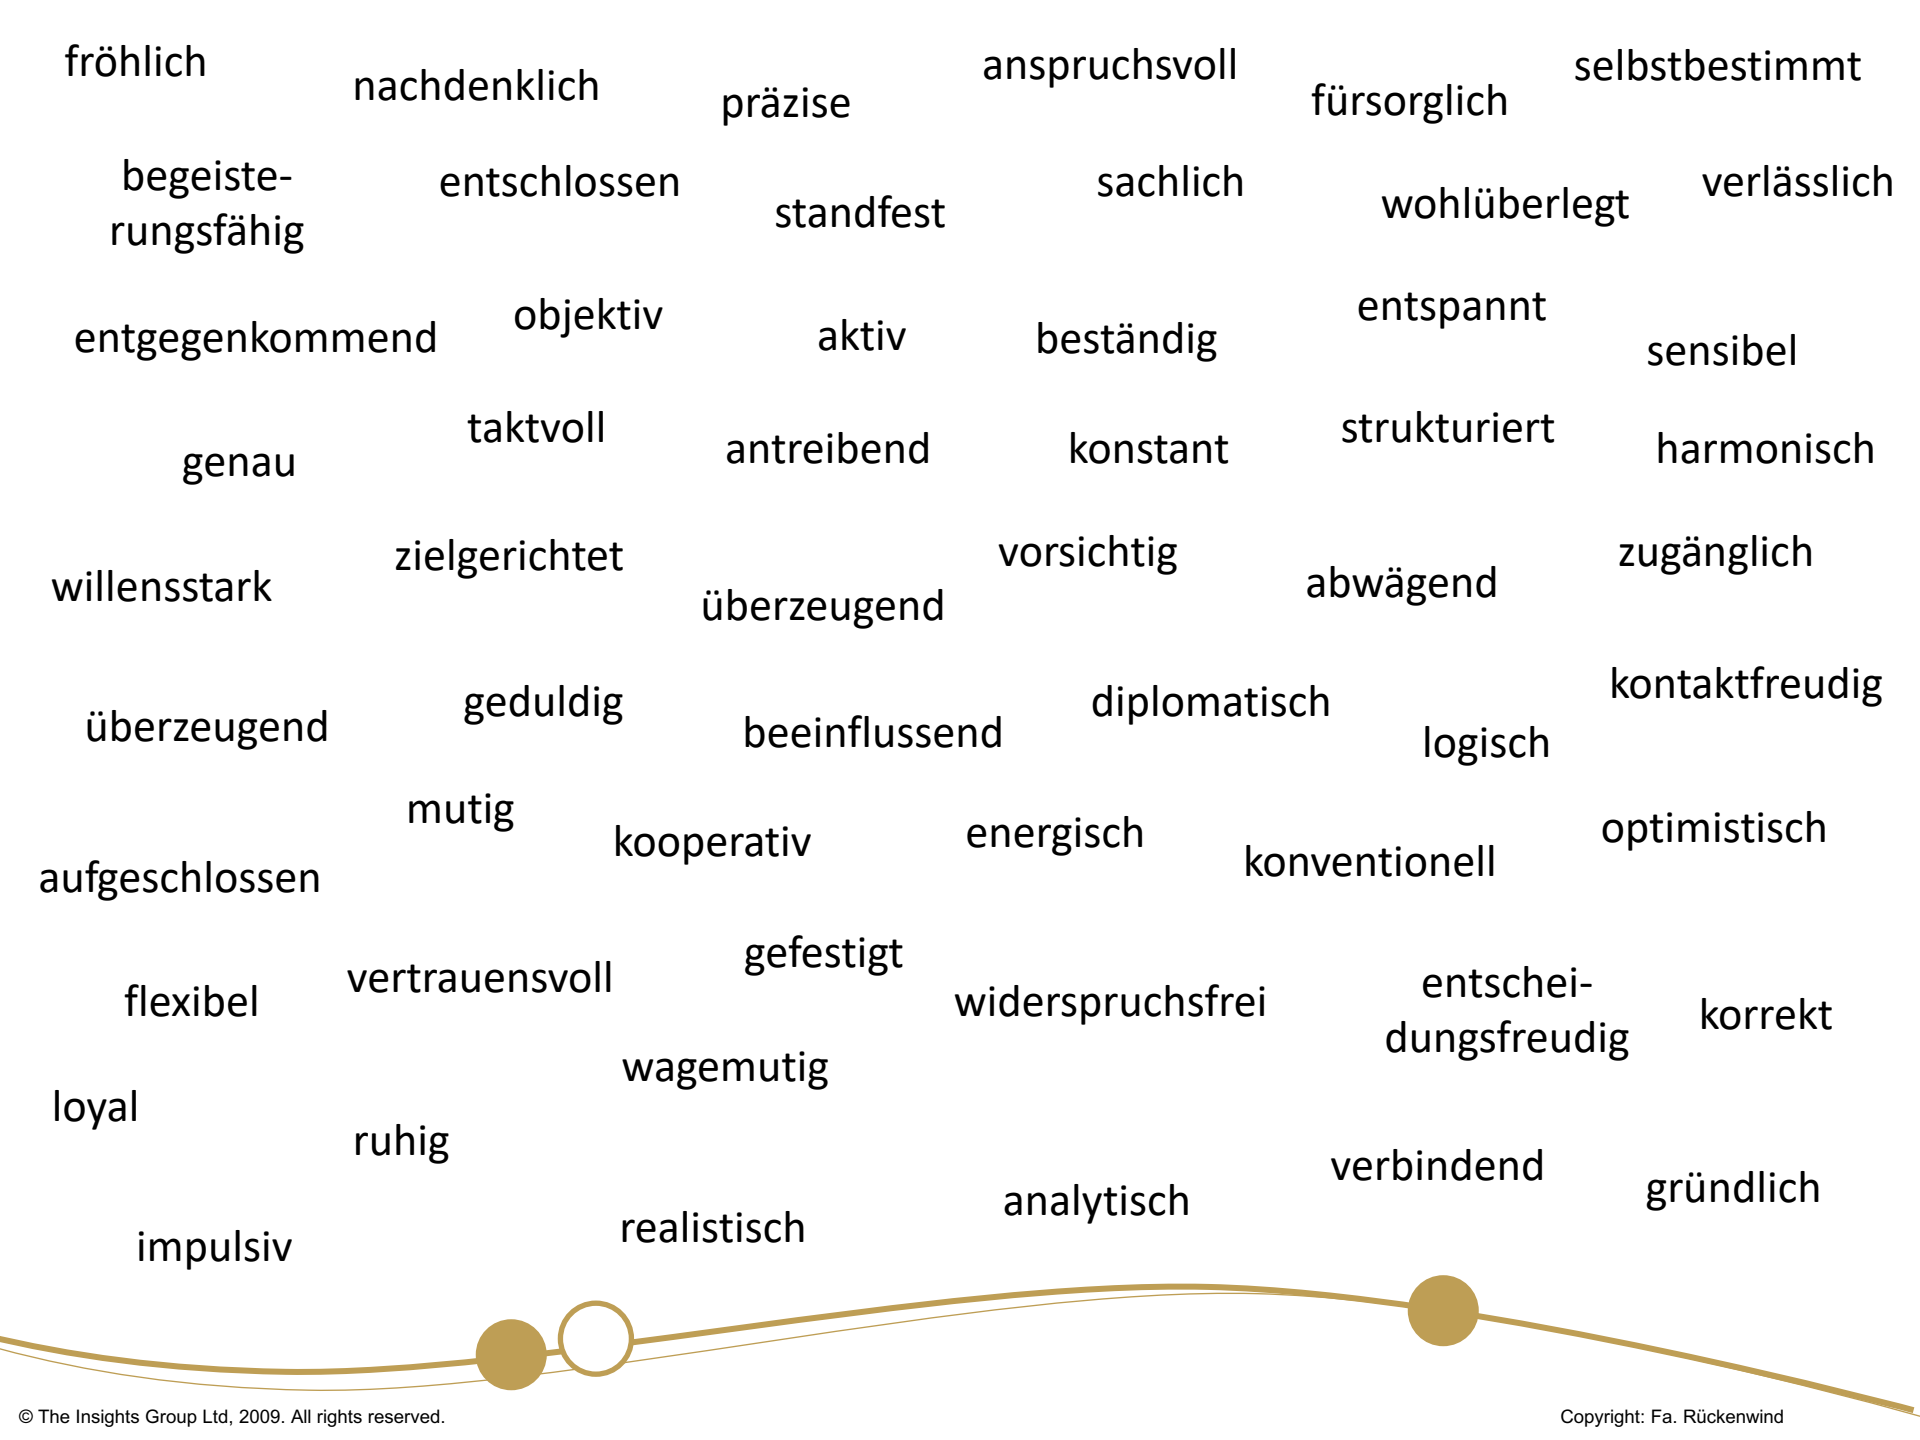 fröhlich
nachdenklich
präzise
anspruchsvoll
fürsorglich
selbstbestimmt
begeiste-
rungsfähig
entschlossen
standfest
sachlich
wohlüberlegt
verlässlich
entgegenkommend
objektiv
aktiv
beständig
entspannt
sensibel
genau
taktvoll
antreibend
konstant
strukturiert
harmonisch
willensstark
zielgerichtet
überzeugend
vorsichtig
abwägend
zugänglich
überzeugend
geduldig
beeinflussend
diplomatisch
logisch
kontaktfreudig
aufgeschlossen
mutig
kooperativ
energisch
konventionell
optimistisch
flexibel
vertrauensvoll
gefestigt
widerspruchsfrei
entschei-
dungsfreudig
korrekt
loyal
ruhig
wagemutig
impulsiv
realistisch
analytisch
verbindend
gründlich
© The Insights Group Ltd, 2009. All rights reserved.
Copyright: Fa. Rückenwind